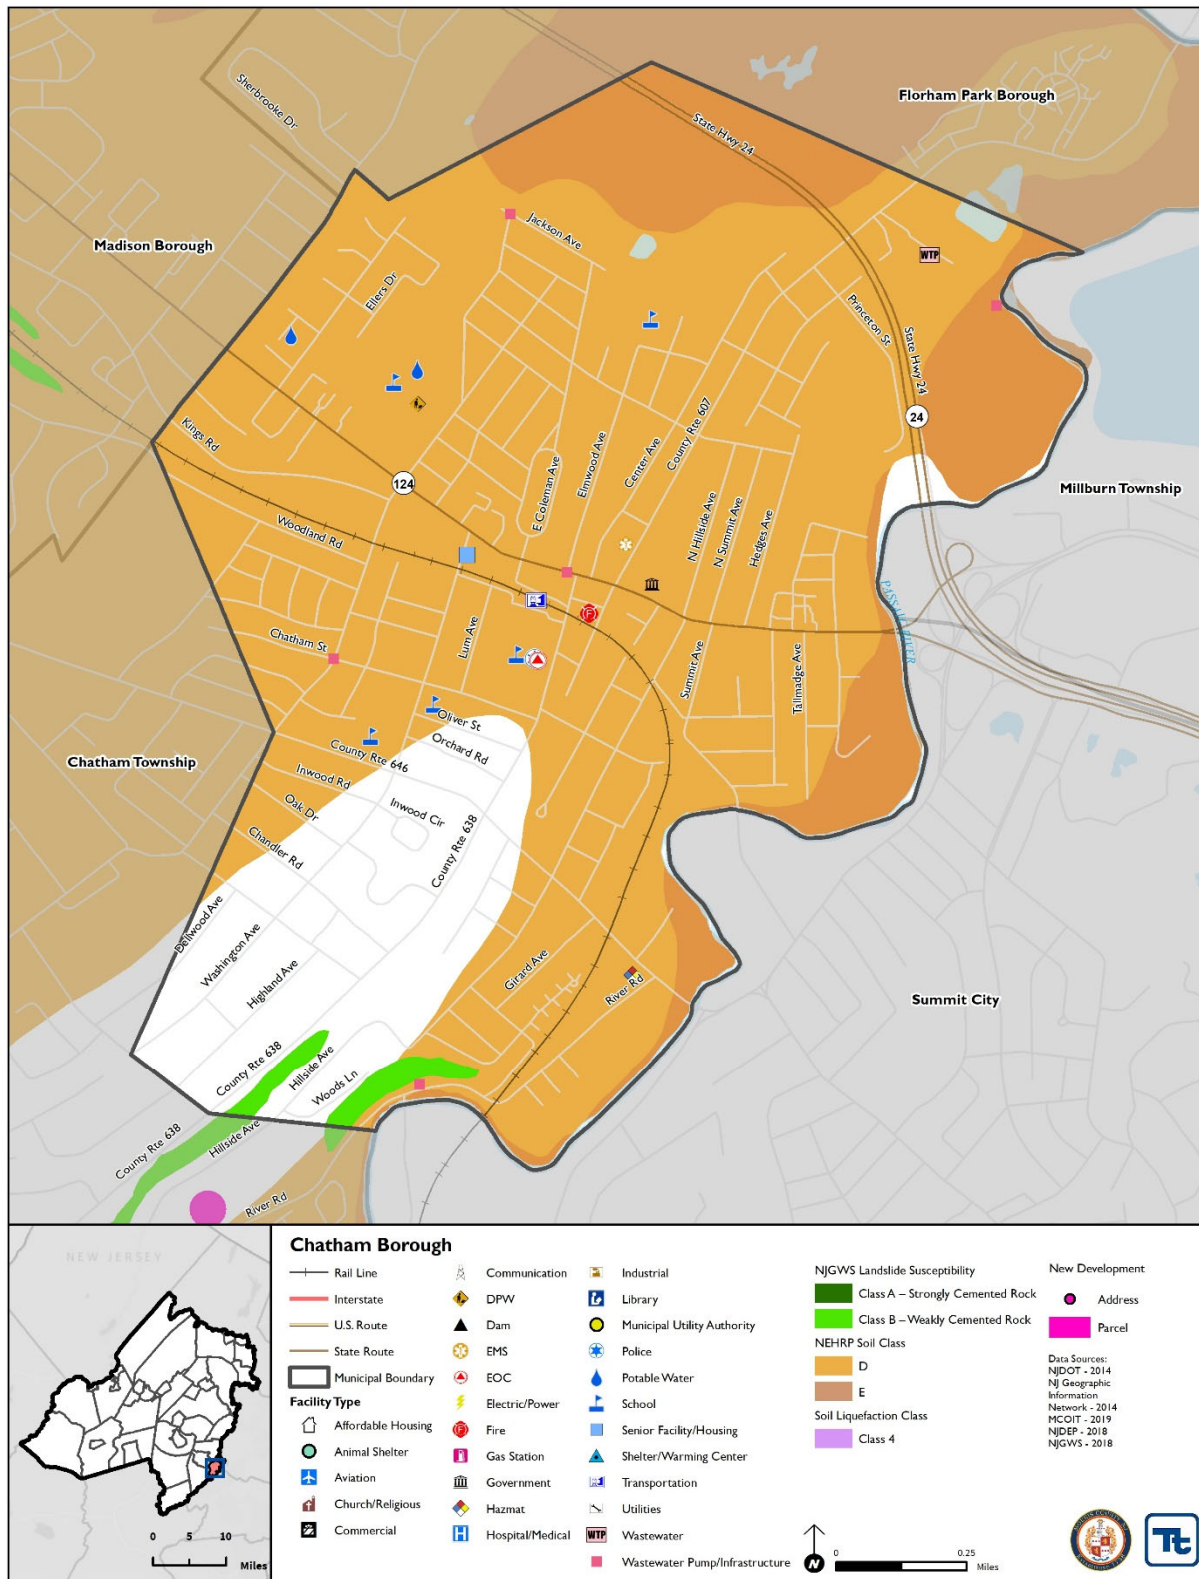 Sherbrooke Dr
State Hwy 24
Florham Park Borough
Madison Borough
Jackson Ave
WTP
Ellers Dr
Princeton St
State Hwy 24
24
Kings Rd
County Rte 607
Center Ave
Elmwood Ave
E Coleman Ave
124
Millburn Township
Woodland Rd
N Hillside Ave
N Summit Ave
Hedges Ave
PASSAIC RIVER
F
Chatham St
Lum Ave
Summit Ave
Tallmadge Ave
Oliver St
Orchard Rd
County Rte 646
Chatham Township
Inwood Rd
Oak Dr
Inwood Cir
Chandler Rd
County Rte 638
Dellwood Ave
Washington Ave
Highland Ave
Girard Ave
River Rd
Summit City
County Rte 638
Hillside Ave
Woods Ln
County Rte 638
Hillside Ave
River Rd
NEW JERSEY
0 5 10
Miles
Chatham Borough
Rail Line
Interstate
U.S. Route
State Route
Municipal Boundary
Facility Type
Affordable Housing
Animal Shelter
Aviation
Church/Religious
Commercial
Communication
DPW
Dam
EMS
EOC
Electric/Power
F Fire
Gas Station
Government
Hazmat
H Hospital/Medical
Industrial
Library
Municipal Utility Authority
Police
Potable Water
School
Senior Facility/Housing
Shelter/Warming Center
Transportation
Utilities
WTP Wastewater
Wastewater Pump/Infrastructure
NJGWS Landslide Susceptibility
Class A – Strongly Cemented Rock
Class B – Weakly Cemented Rock
NEHRP Soil Class
D
E
Soil Liquefaction Class
Class 4
New Development
Address
Parcel
Data Sources:
NJDOT - 2014
NJ Geographic
Information
Network - 2014
MCOIT - 2019
NJDEP - 2018
NJGWS - 2018
N
0 0.25
Miles
Tt